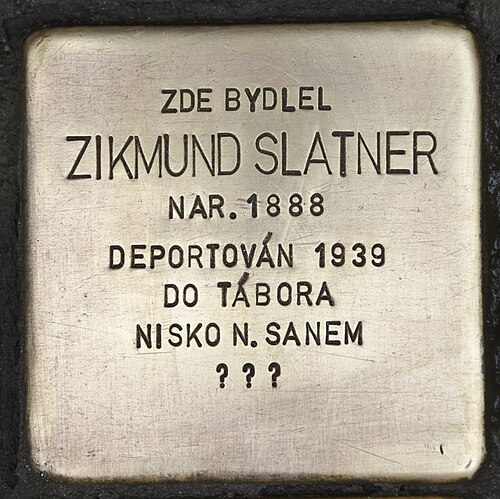 ZDE BYDLEL
ZIKMUND SLATNER
NAR. 1888
DEPORTOVÁN 1939
DO TÁBORA
NISKO N. SANEM
? ? ?